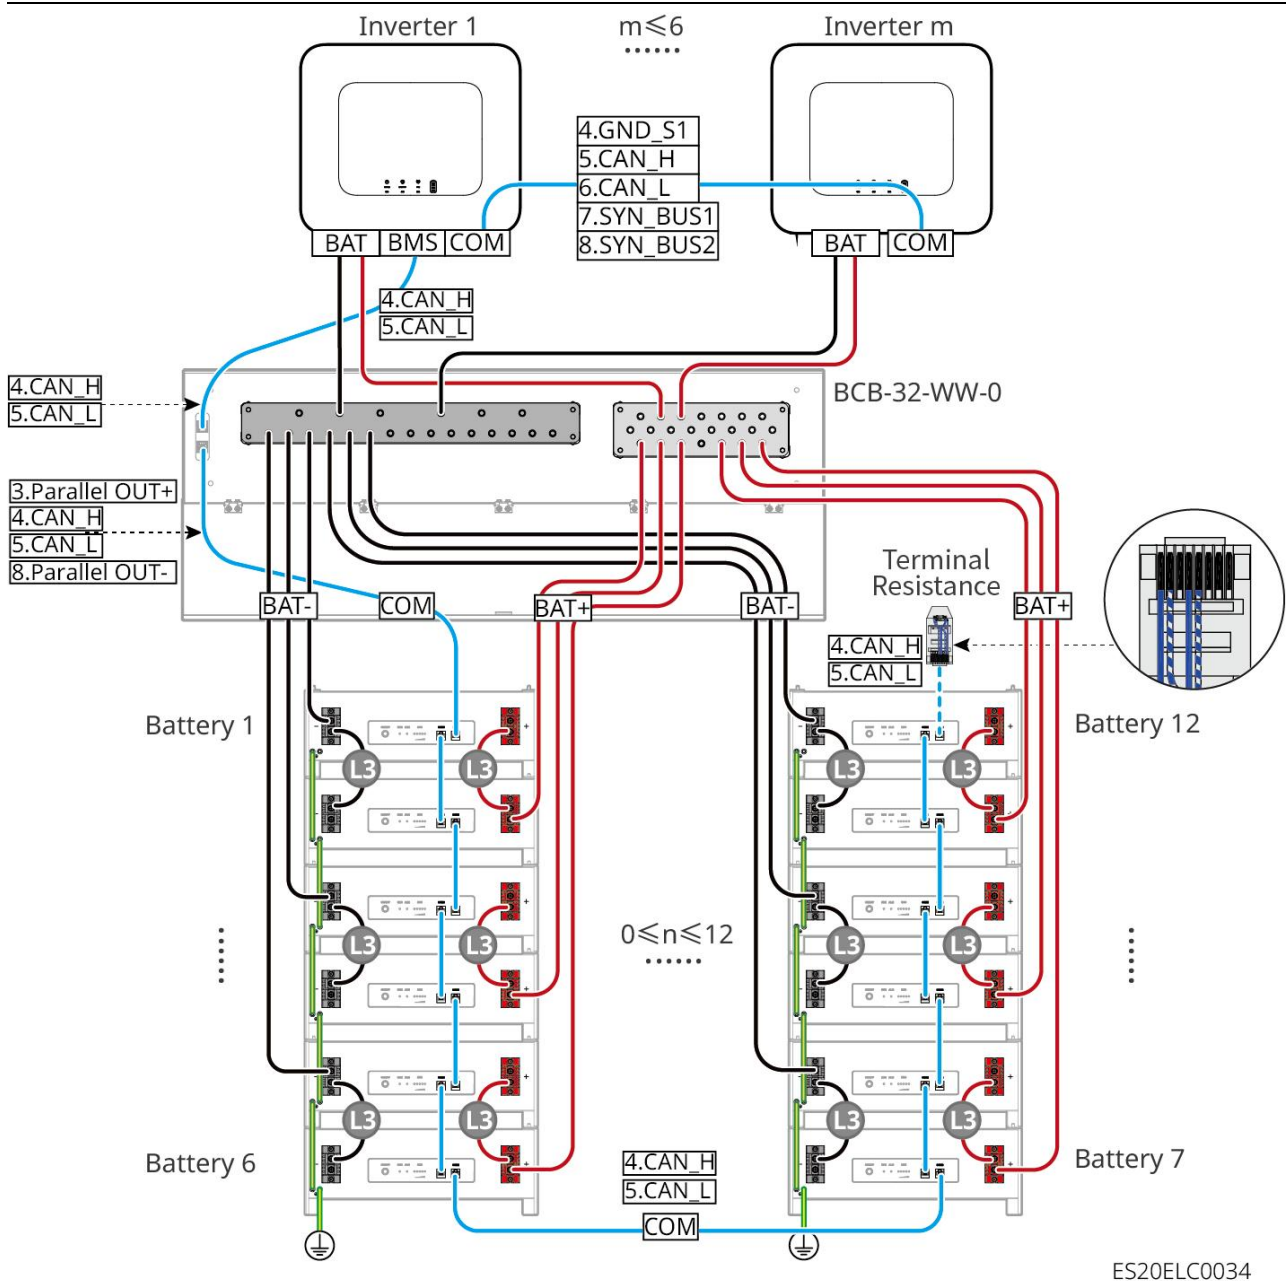 Inverter 1
m≤6
Inverter m
4.GND_S1
5.CAN_H
6.CAN_L
7.SYN_BUS1
8.SYN_BUS2
BAT
BMS
COM
BAT
COM
4.CAN_H
5.CAN_L
4.CAN_H
5.CAN_L
BCB-32-WW-0
3.Parallel OUT+
4.CAN_H
5.CAN_L
8.Parallel OUT-
Terminal
Resistance
BAT-
COM
BAT+
BAT-
BAT+
4.CAN_H
5.CAN_L
Battery 1
Battery 12
L3
L3
L3
L3
0≤n≤12
L3
L3
L3
L3
L3
L3
L3
L3
Battery 6
Battery 7
4.CAN_H
5.CAN_L
COM
ES20ELC0034